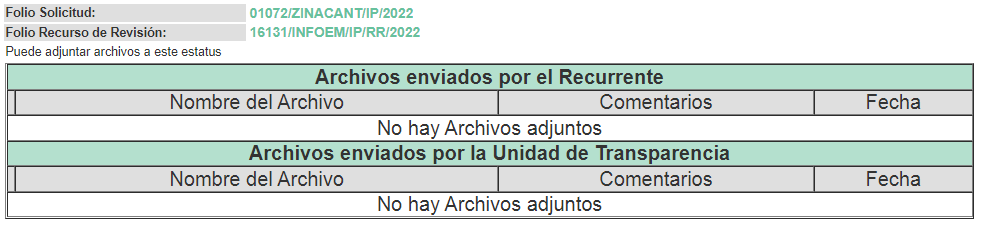 Folio Solicitud: 01072/ZINACANT/IP/2022
Folio Recurso de Revisión: 16131/INFOEM/IP/RR/2022
Puede adjuntar archivos a este estatus
Archivos enviados por el Recurrente
Nombre del Archivo Comentarios Fecha
No hay Archivos adjuntos
Archivos enviados por la Unidad de Transparencia
Nombre del Archivo Comentarios Fecha
No hay Archivos adjuntos